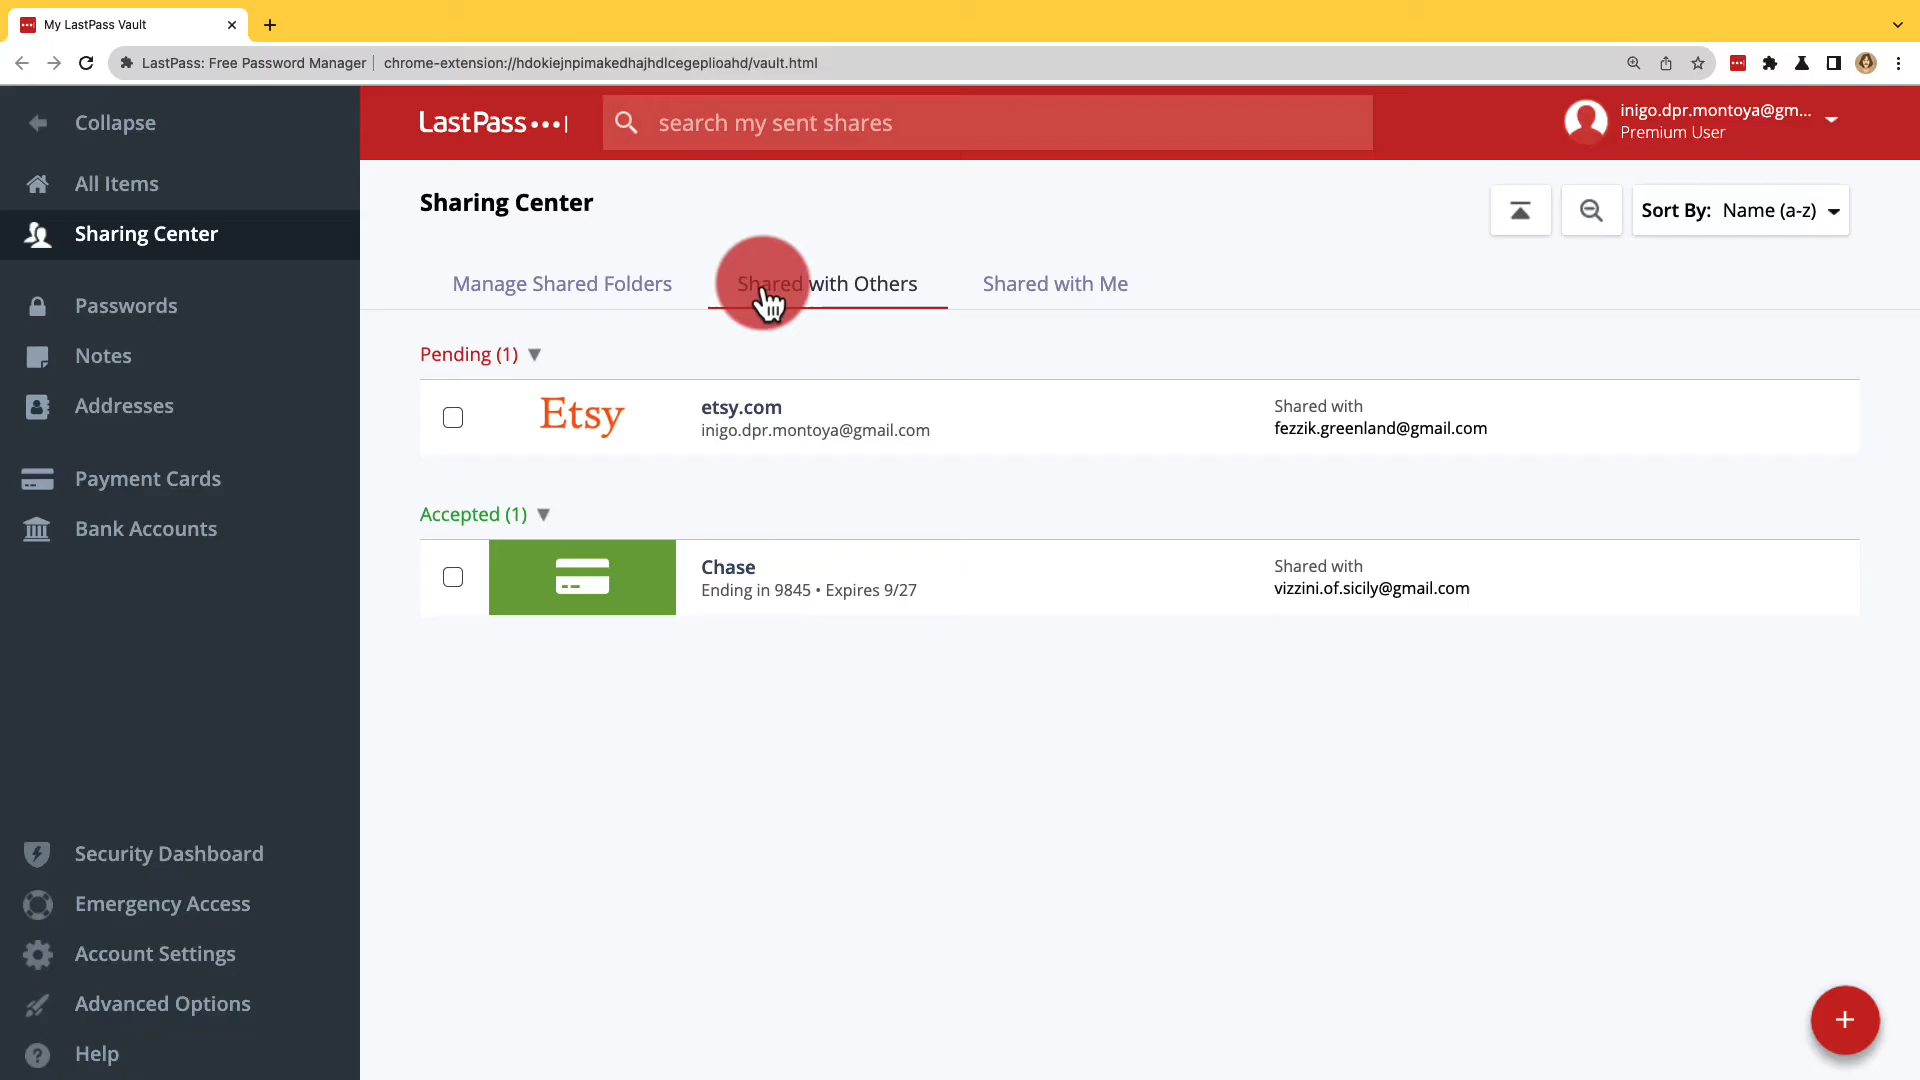 My LastPass Vault
LastPass: Free Password Manager
chrome-extension://hdokiejnpimakedhajhdlcegeplioahd/vault.html
Collapse
All Items
Sharing Center
Passwords
Notes
Addresses
Payment Cards
Bank Accounts
Security Dashboard
Emergency Access
Account Settings
Advanced Options
Help
LastPass
search my sent shares
inigo.dpr.montoya@gm...
Premium User
Sharing Center
Sort By: Name (a-z)
Manage Shared Folders
Shared with Others
Shared with Me
Pending (1)
Etsy
etsy.com
inigo.dpr.montoya@gmail.com
Shared with
fezzik.greenland@gmail.com
Accepted (1)
Chase
Ending in 9845 • Expires 9/27
Shared with
vizzini.of.sicily@gmail.com